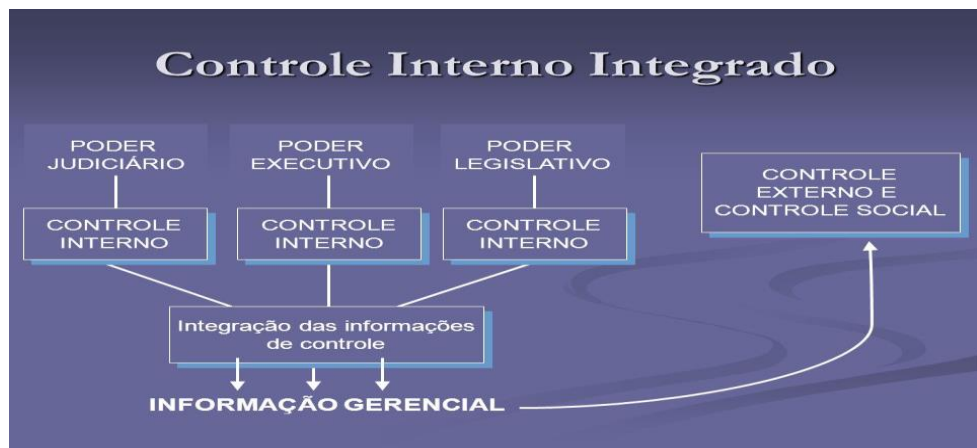 Controle Interno Integrado
PODER
JUDICIÁRIO
PODER
EXECUTIVO
PODER
LEGISLATIVO
CONTROLE
INTERNO
CONTROLE
INTERNO
CONTROLE
INTERNO
CONTROLE
EXTERNO E
CONTROLE SOCIAL
Integração das informações
de controle
INFORMAÇÃO GERENCIAL